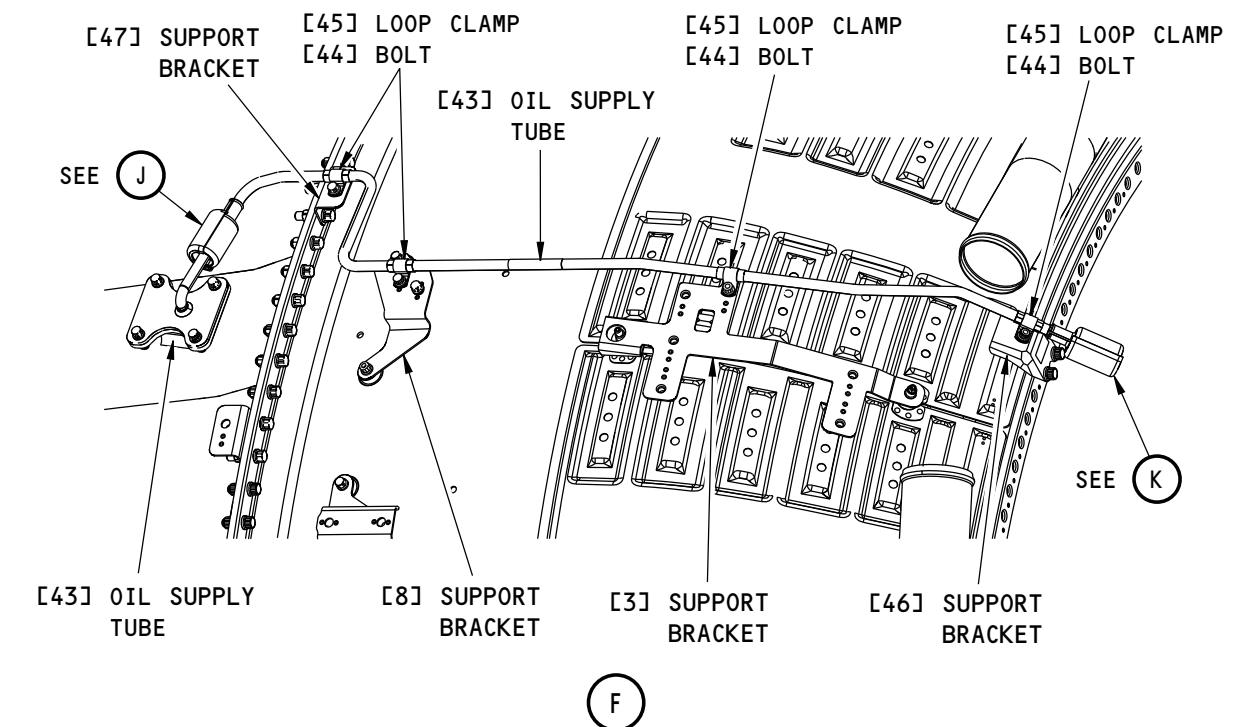 [47] SUPPORT
BRACKET
[45] LOOP CLAMP
[44] BOLT
[43] OIL SUPPLY
TUBE
[45] LOOP CLAMP
[44] BOLT
[45] LOOP CLAMP
[44] BOLT
SEE J
SEE K
[43] OIL SUPPLY
TUBE
[8] SUPPORT
BRACKET
[3] SUPPORT
BRACKET
[46] SUPPORT
BRACKET
F